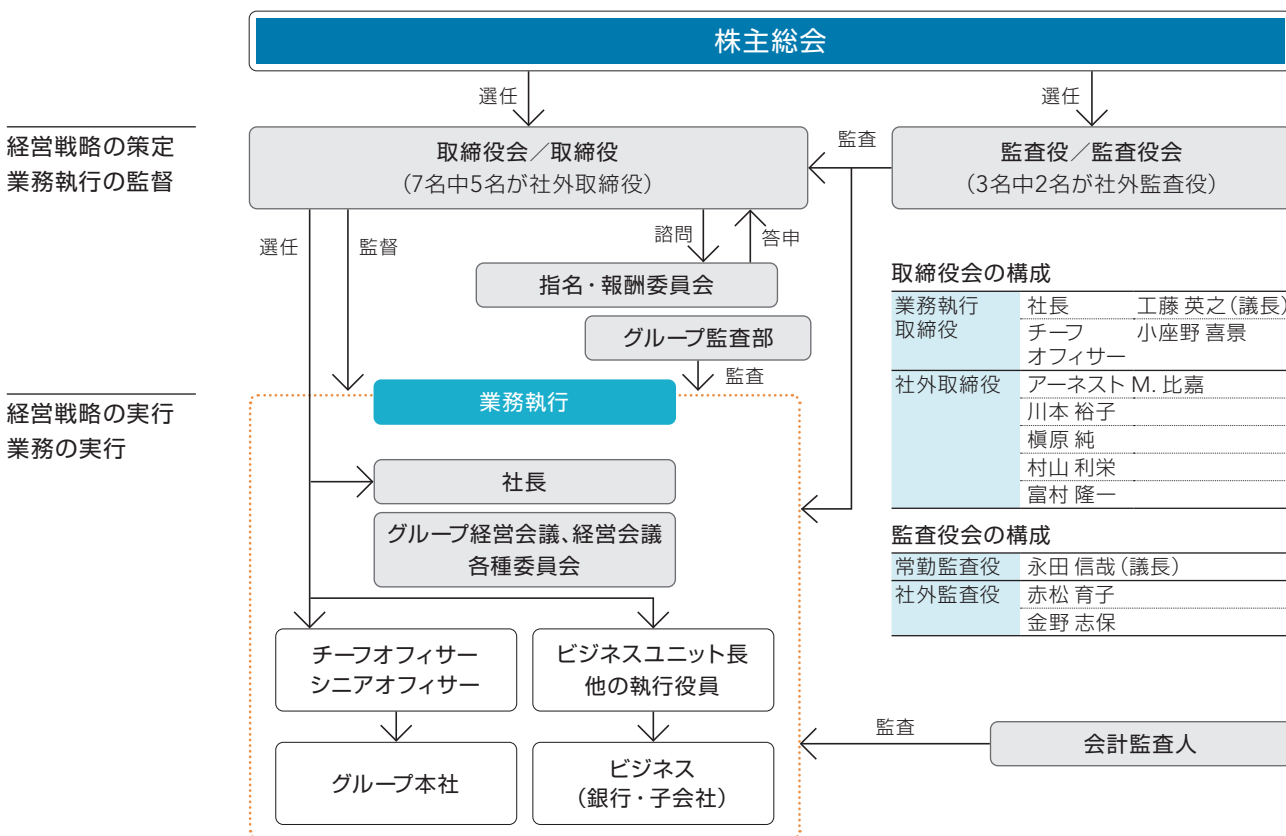 株主総会
選任
選任
経営戦略の策定
業務執行の監督
取締役会／取締役
(7名中5名が社外取締役)
監査
監査役／監査役会
(3名中2名が社外監査役)
選任
監督
諮問
答申
指名・報酬委員会
グループ監査部
監査
経営戦略の実行
業務の実行
業務執行
社長
グループ経営会議、経営会議
各種委員会
チーフオフィサー
シニアオフィサー
ビジネスユニット長
他の執行役員
グループ本社
ビジネス
(銀行・子会社)
取締役会の構成
業務執行 社長 工藤 英之(議長)
取締役 チーフ 小座野 喜景
オフィサー
社外取締役 アーネスト M. 比嘉
川本 裕子
槇原 純
村山 利栄
富村 隆一
監査役会の構成
常勤監査役 永田 信哉(議長)
社外監査役 赤松 育子
金野 志保
監査
会計監査人